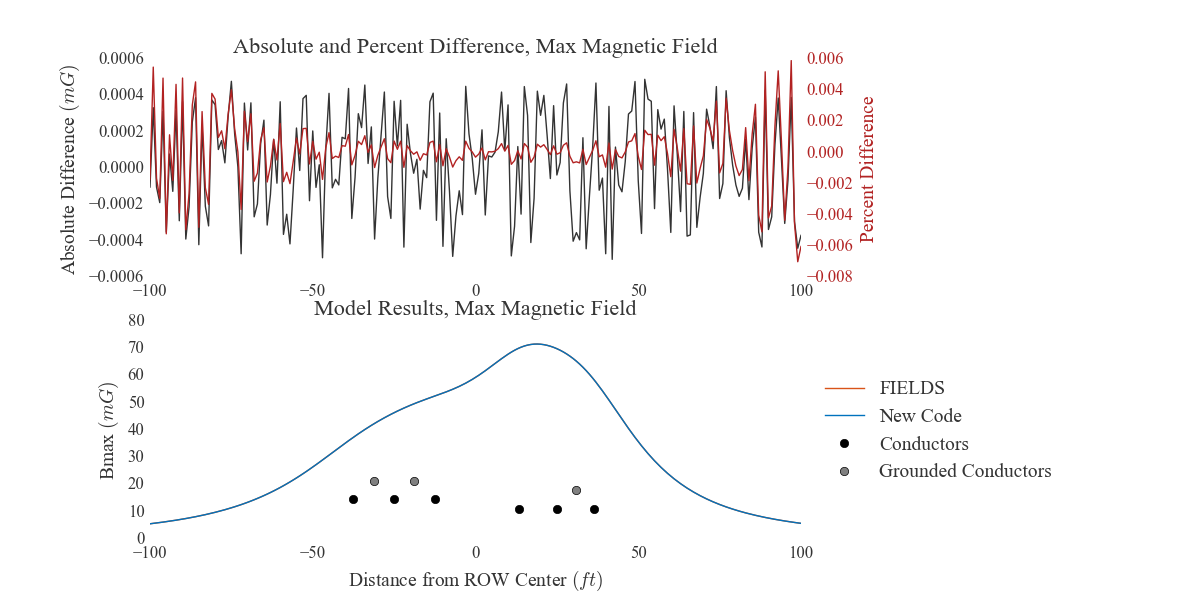 Absolute and Percent Difference, Max Magnetic Field
0.0006
0.0004
0.0002
0.0000
−0.0002
−0.0004
−0.0006
Absolute Difference (mG)
0.006
0.004
0.002
0.000
−0.002
−0.004
−0.006
−0.008
Percent Difference
−100 −50 0 50 100
Model Results, Max Magnetic Field
80
70
60
50
40
30
20
10
0
Bmax (mG)
−100 −50 0 50 100
Distance from ROW Center (ft)
FIELDS
New Code
Conductors
Grounded Conductors